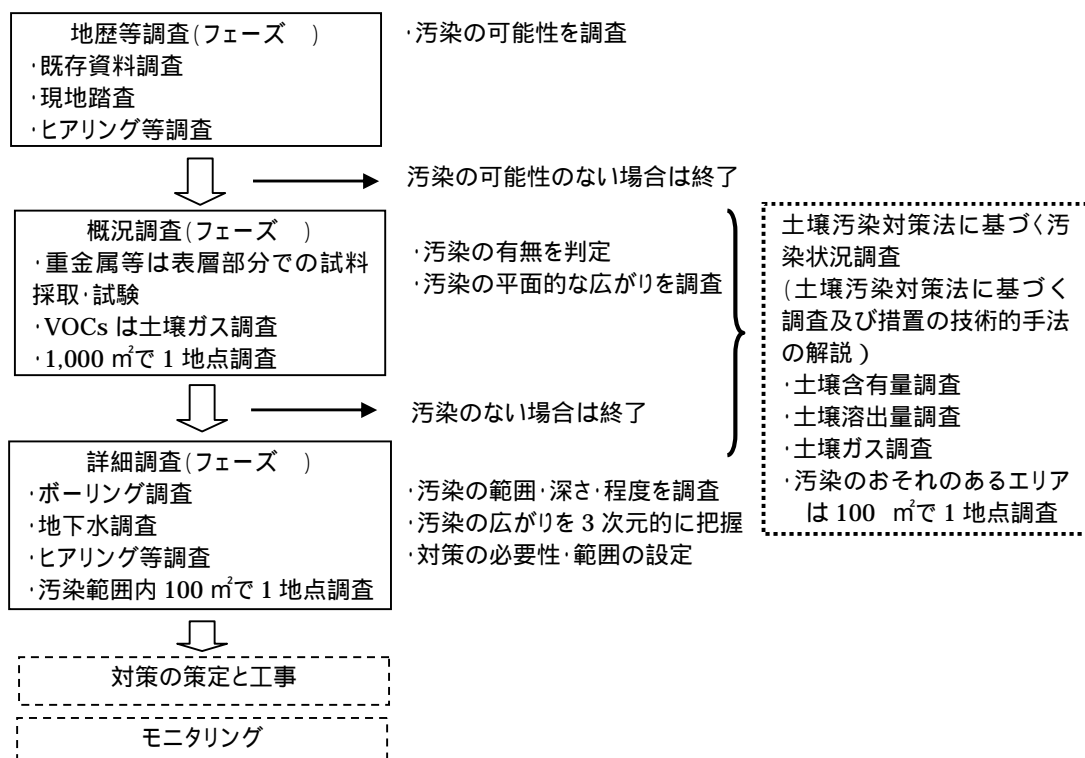 地歴等調査(フェーズ　)
･既存資料調査
･現地踏査
･ヒアリング等調査
･汚染の可能性を調査
汚染の可能性のない場合は終了
概況調査(フェーズ　)
･重金属等は表層部分での試料
採取･試験
･VOCs は土壌ガス調査
･1,000 ㎡で 1 地点調査
･汚染の有無を判定
･汚染の平面的な広がりを調査
汚染のない場合は終了
詳細調査(フェーズ　)
･ボーリング調査
･地下水調査
･ヒアリング等調査
･汚染範囲内 100 ㎡で 1 地点調査
･汚染の範囲･深さ･程度を調査
･汚染の広がりを 3 次元的に把握
･対策の必要性･範囲の設定
土壌汚染対策法に基づく汚
染状況調査
(土壌汚染対策法に基づく
調査及び措置の技術的手法
の解説)
･土壌含有量調査
･土壌溶出量調査
･土壌ガス調査
･汚染のおそれのあるエリア
は 100 ㎡で 1 地点調査
対策の策定と工事
モニタリング